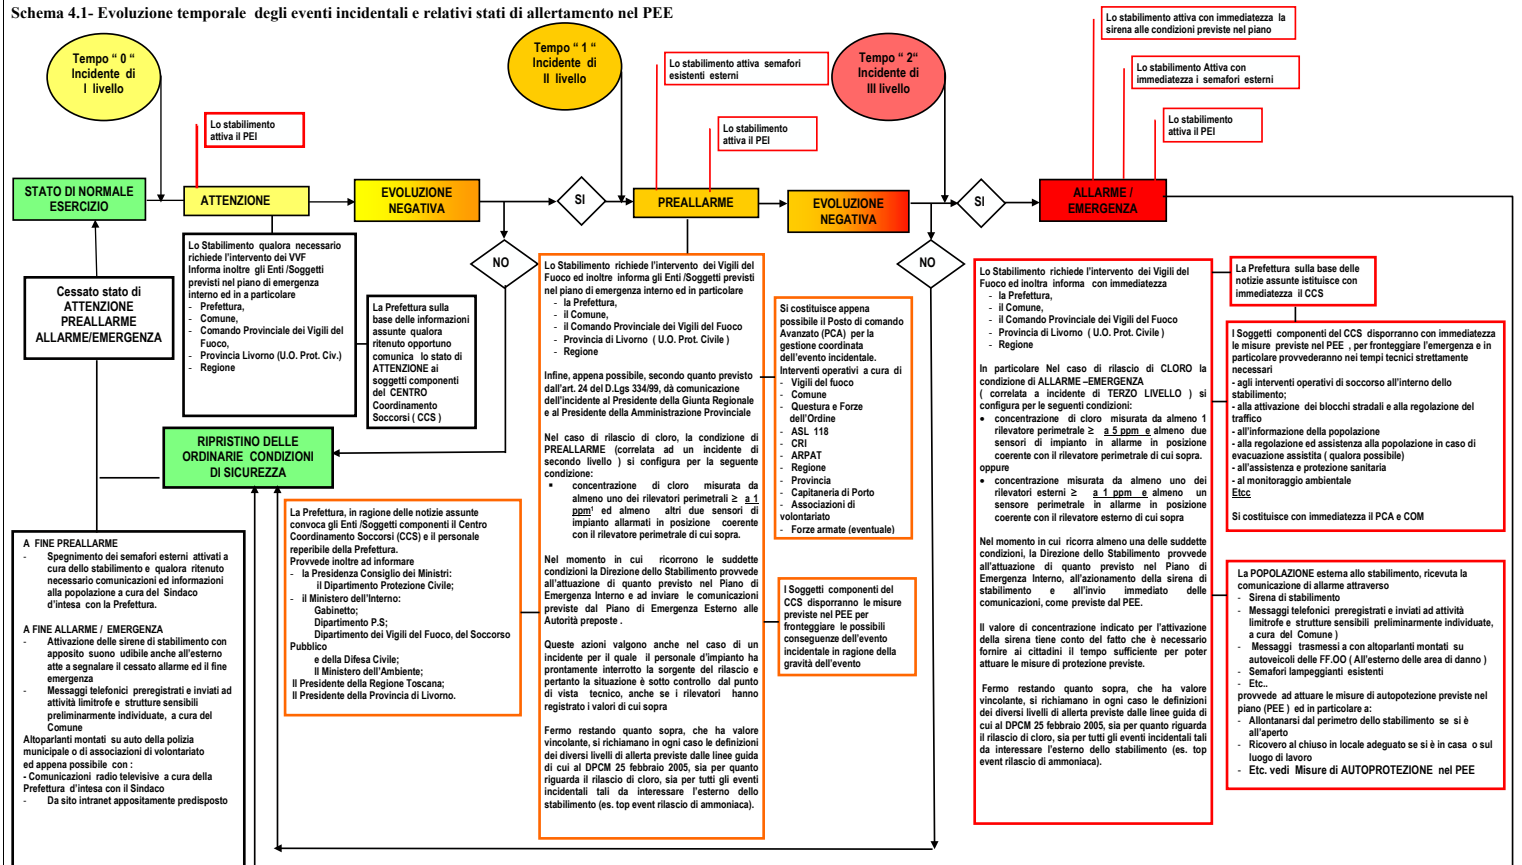 Schema 4.1- Evoluzione temporale degli eventi incidentali e relativi stati di allertamento nel PEE
Tempo “ 0 “
Incidente di
I livello
Lo stabilimento
attiva il PEI
Tempo “ 1 “
Incidente di
II livello
Lo stabilimento attiva semafori
esistenti esterni
Lo stabilimento
attiva il PEI
Tempo “ 2“
Incidente di
III livello
Lo stabilimento attiva con immediatezza la
sirena alle condizioni previste nel piano
Lo stabilimento Attiva con
immediatezza i semafori esterni
Lo stabilimento
attiva il PEI
STATO DI NORMALE
ESERCIZIO
ATTENZIONE
EVOLUZIONE
NEGATIVA
SI
PREALLARME
EVOLUZIONE
NEGATIVA
SI
ALLARME /
EMERGENZA
NO
NO
Cessato stato di
ATTENZIONE
PREALLARME
ALLARME/EMERGENZA
Lo Stabilimento qualora necessario
richiede l’intervento dei VVF
Informa inoltre gli Enti /Soggetti
previsti nel piano di emergenza
interno ed in a particolare
- Prefettura,
- Comune,
- Comando Provinciale dei Vigili del
Fuoco,
- Provincia Livorno (U.O. Prot. Civ.)
- Regione
La Prefettura sulla
base delle informazioni
assunte qualora
ritenuto opportuno
comunica lo stato di
ATTENZIONE ai
soggetti componenti
del CENTRO
Coordinamento
Soccorsi ( CCS )
RIPRISTINO DELLE
ORDINARIE CONDIZIONI
DI SICUREZZA
A FINE PREALLARME
- Spegnimento dei semafori esterni attivati a
cura dello stabilimento e qualora ritenuto
necessario comunicazioni ed informazioni
alla popolazione a cura del Sindaco
d’intesa con la Prefettura.
A FINE ALLARME / EMERGENZA
- Attivazione delle sirene di stabilimento con
apposito suono udibile anche all’esterno
atte a segnalare il cessato allarme ed il fine
emergenza
- Messaggi telefonici preregistrati e inviati ad
attività limitrofe e strutture sensibili
preliminarmente individuate, a cura del
Comune
Altoparlanti montati su auto della polizia
municipale o di associazioni di volontariato
ed appena possibile con :
- Comunicazioni radio televisive a cura della
Prefettura d’intesa con il Sindaco
- Da sito intranet appositamente predisposto
La Prefettura, in ragione delle notizie assunte
convoca gli Enti /Soggetti componenti il Centro
Coordinamento Soccorsi (CCS) e il personale
reperibile della Prefettura.
Provvede inoltre ad informare
- la Presidenza Consiglio dei Ministri:
il Dipartimento Protezione Civile;
- il Ministero dell’Interno:
Gabinetto;
Dipartimento P.S;
Dipartimento dei Vigili del Fuoco, del Soccorso
Pubblico
e della Difesa Civile;
Il Ministero dell’Ambiente;
Il Presidente della Regione Toscana;
Il Presidente della Provincia di Livorno.
Lo Stabilimento richiede l’intervento dei Vigili del
Fuoco ed inoltre informa gli Enti /Soggetti previsti
nel piano di emergenza interno ed in particolare
- la Prefettura,
- il Comune,
- il Comando Provinciale dei Vigili del Fuoco
- Provincia di Livorno ( U.O. Prot. Civile )
- Regione
Infine, appena possibile, secondo quanto previsto
dall’art. 24 del D.Lgs 334/99, dà comunicazione
dell’incidente al Presidente della Giunta Regionale
e al Presidente della Amministrazione Provinciale
Nel caso di rilascio di cloro, la condizione di
PREALLARME (correlata ad un incidente di
secondo livello ) si configura per la seguente
condizione:
▪ concentrazione di cloro misurata da
almeno uno dei rilevatori perimetrali ≥ a 1
ppm¹ ed almeno altri due sensori di
impianto allarmati in posizione coerente
con il rilevatore perimetrale di cui sopra.
Nel momento in cui ricorrono le suddette
condizioni la Direzione dello Stabilimento provvede
all’attuazione di quanto previsto nel Piano di
Emergenza Interno e ad inviare le comunicazioni
previste dal Piano di Emergenza Esterno alle
Autorità preposte .
Queste azioni valgono anche nel caso di un
incidente per il quale il personale d’impianto ha
prontamente interrotto la sorgente del rilascio e
pertanto la situazione è sotto controllo dal punto
di vista tecnico, anche se i rilevatori hanno
registrato i valori di cui sopra
Fermo restando quanto sopra, che ha valore
vincolante, si richiamano in ogni caso le definizioni
dei diversi livelli di allerta previste dalle linee guida
di cui al DPCM 25 febbraio 2005, sia per quanto
riguarda il rilascio di cloro, sia per tutti gli eventi
incidentali tali da interessare l’esterno dello
stabilimento (es. top event rilascio di ammoniaca).
Si costituisce appena
possibile il Posto di comando
Avanzato (PCA) per la
gestione coordinata
dell’evento incidentale.
Interventi operativi a cura di
- Vigili del fuoco
- Comune
- Questura e Forze
dell’Ordine
- ASL 118
- CRI
- ARPAT
- Regione
- Provincia
- Capitaneria di Porto
- Associazioni di
volontariato
- Forze armate (eventuale)
I Soggetti componenti del
CCS disporranno le misure
previste nel PEE per
fronteggiare le possibili
conseguenze dell’evento
incidentale in ragione della
gravità dell’evento
Lo Stabilimento richiede l’intervento dei Vigili del
Fuoco ed inoltra informa con immediatezza
- la Prefettura,
- il Comune,
- il Comando Provinciale dei Vigili del Fuoco
- Provincia di Livorno ( U.O. Prot. Civile )
- Regione
In particolare Nel caso di rilascio di CLORO la
condizione di ALLARME –EMERGENZA
( correlata a incidente di TERZO LIVELLO ) si
configura per le seguenti condizioni:
• concentrazione di cloro misurata da almeno 1
rilevatore perimetrale ≥ a 5 ppm e almeno due
sensori di impianto in allarme in posizione
coerente con il rilevatore perimetrale di cui sopra.
oppure
• concentrazione misurata da almeno uno dei
rilevatori esterni ≥ a 1 ppm e almeno un
sensore perimetrale in allarme in posizione
coerente con il rilevatore esterno di cui sopra
Nel momento in cui ricorra almeno una delle suddette
condizioni, la Direzione dello Stabilimento provvede
all’attuazione di quanto previsto nel Piano di
Emergenza Interno, all’azionamento della sirena di
stabilimento e all’invio immediato delle
comunicazioni, come previste dal PEE.
Il valore di concentrazione indicato per l’attivazione
della sirena tiene conto del fatto che è necessario
fornire ai cittadini il tempo sufficiente per poter
attuare le misure di protezione previste.
Fermo restando quanto sopra, che ha valore
vincolante, si richiamano in ogni caso le definizioni
dei diversi livelli di allerta previste dalle linee guida di
cui al DPCM 25 febbraio 2005, sia per quanto riguarda
il rilascio di cloro, sia per tutti gli eventi incidentali tali
da interessare l’esterno dello stabilimento (es. top
event rilascio di ammoniaca).
La Prefettura sulla base delle
notizie assunte istituisce con
immediatezza il CCS
I Soggetti componenti del CCS disporranno con immediatezza
le misure previste nel PEE , per fronteggiare l’emergenza e in
particolare provvederanno nei tempi tecnici strettamente
necessari
- agli interventi operativi di soccorso all’interno dello
stabilimento;
- alla attivazione dei blocchi stradali e alla regolazione del
traffico
- all’informazione della popolazione
- alla regolazione ed assistenza alla popolazione in caso di
evacuazione assistita ( qualora possibile)
- all’assistenza e protezione sanitaria
- al monitoraggio ambientale
Etcc
Si costituisce con immediatezza il PCA e COM
La POPOLAZIONE esterna allo stabilimento, ricevuta la
comunicazione di allarme attraverso
- Sirena di stabilimento
- Messaggi telefonici preregistrati e inviati ad attività
limitrofe e strutture sensibili preliminarmente individuate,
a cura del Comune )
- Messaggi trasmessi a con altoparlanti montati su
autoveicoli delle FF.OO ( All’esterno delle area di danno )
- Semafori lampeggianti esistenti
- Etc..
provvede ad attuare le misure di autopotezione previste nel
piano (PEE ) ed in particolare a:
- Allontanarsi dal perimetro dello stabilimento se si è
all’aperto
- Ricovero al chiuso in locale adeguato se si è in casa o sul
luogo di lavoro
- Etc. vedi Misure di AUTOPROTEZIONE nel PEE